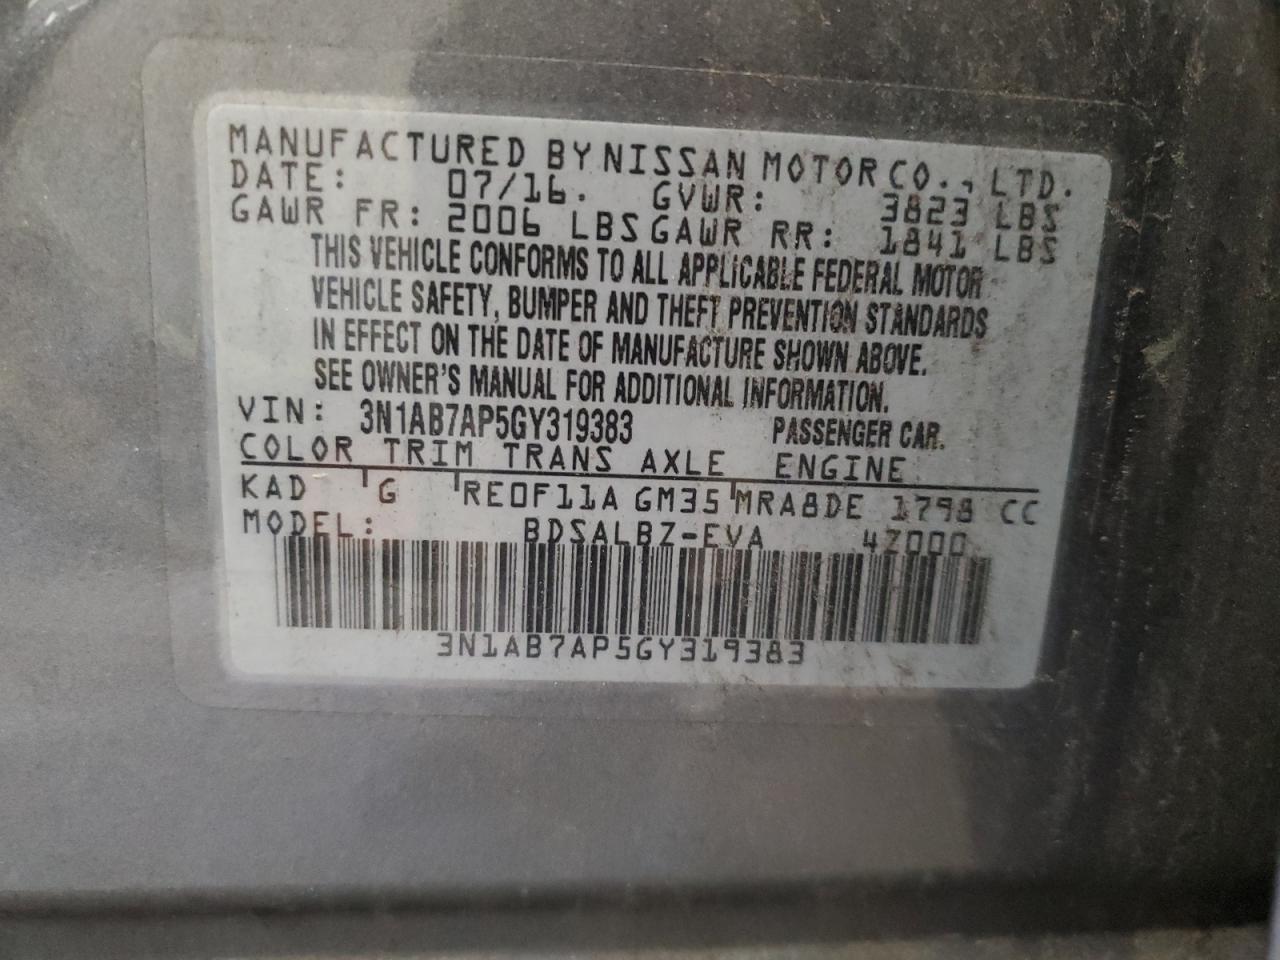 MANUFACTURED BY NISSAN MOTOR CO., LTD.
DATE: 07/16. GVWR: 3823 LBS
GAWR FR: 2006 LBS GAWR RR: 1841 LBS
THIS VEHICLE CONFORMS TO ALL APPLICABLE FEDERAL MOTOR
VEHICLE SAFETY, BUMPER AND THEFT PREVENTION STANDARDS
IN EFFECT ON THE DATE OF MANUFACTURE SHOWN ABOVE.
SEE OWNER'S MANUAL FOR ADDITIONAL INFORMATION.
VIN: 3N1AB7AP5GY319383 PASSENGER CAR.
COLOR TRIM TRANS AXLE ENGINE
KAD G RE0F11A GM35 MRA8DE 1798 CC
MODEL: BDSALBZ-EVA 4Z000
3N1AB7AP5GY319383